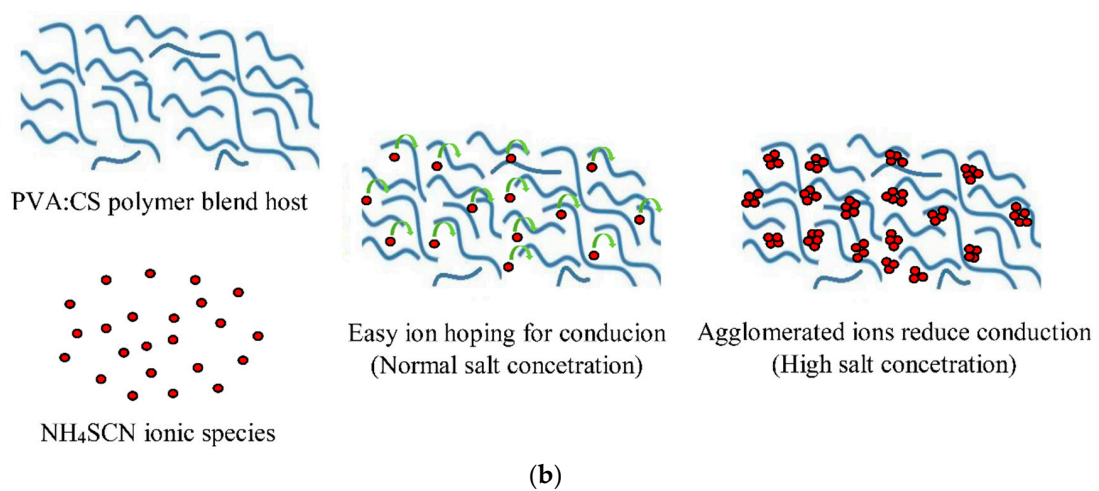 PVA:CS polymer blend host
NH₄SCN ionic species
Easy ion hoping for conducion
(Normal salt concetration)
Agglomerated ions reduce conduction
(High salt concetration)
(b)